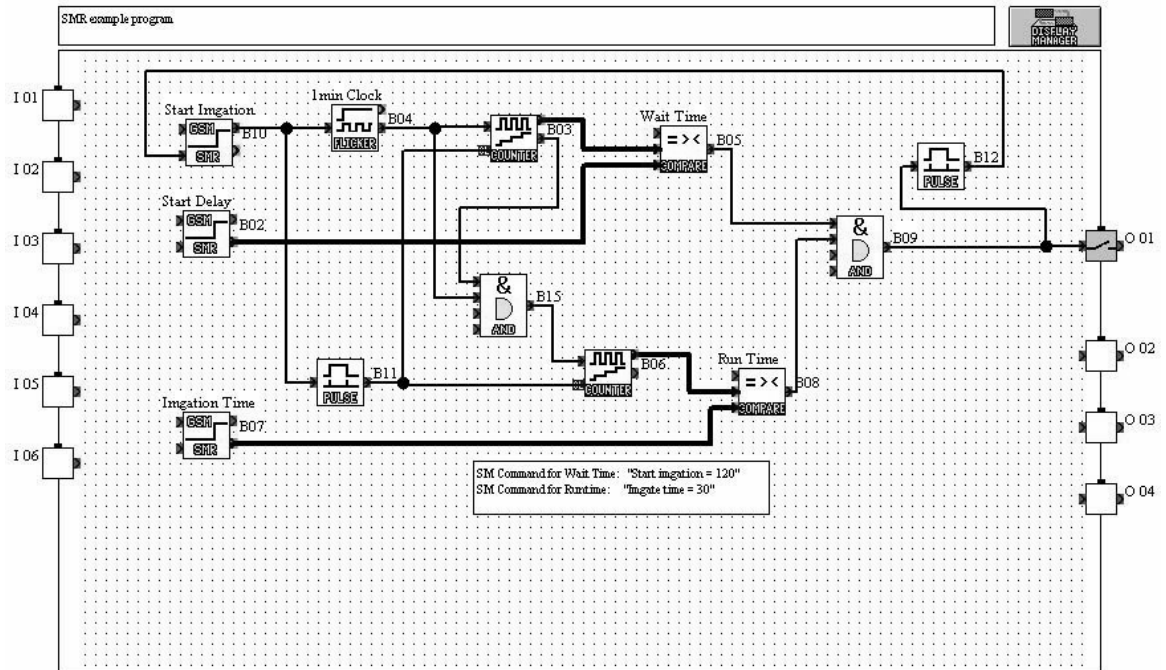 SMR example program
DISPLAY MANAGER
I 01
I 02
I 03
I 04
I 05
I 06
Start Imgation
GSM
SMR
B10
1min Clock
FLICKER
B04
CL
COUNTER
B03
Wait Time
= > <
COMPARE
B05
PULSE
B12
Start Delay
GSM
SMR
B02
&
AND
B09
O 01
O 02
O 03
O 04
&
AND
B15
PULSE
B11
CL
COUNTER
B06
Run Time
= > <
COMPARE
B08
Imgation Time
GSM
SMR
B07
SM Command for Wait Time: "Start imgation = 120"
SM Command for Runtime: "Imgate time = 30"